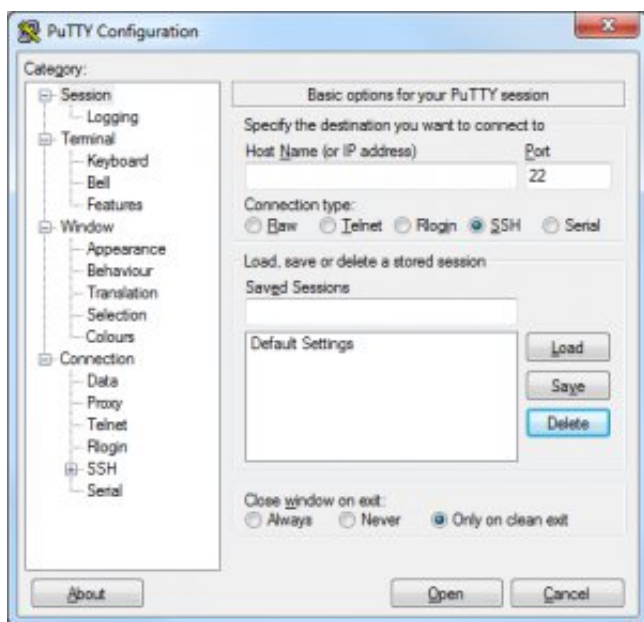 PuTTY Configuration
Category:
Session
Logging
Terminal
Keyboard
Bell
Features
Window
Appearance
Behaviour
Translation
Selection
Colours
Connection
Data
Proxy
Telnet
Rlogin
SSH
Serial
Basic options for your PuTTY session
Specify the destination you want to connect to
Host Name (or IP address) Port
22
Connection type:
Raw Telnet Rlogin SSH Serial
Load, save or delete a stored session
Saved Sessions
Default Settings
Load
Save
Delete
Close window on exit:
Always Never Only on clean exit
About Open Cancel